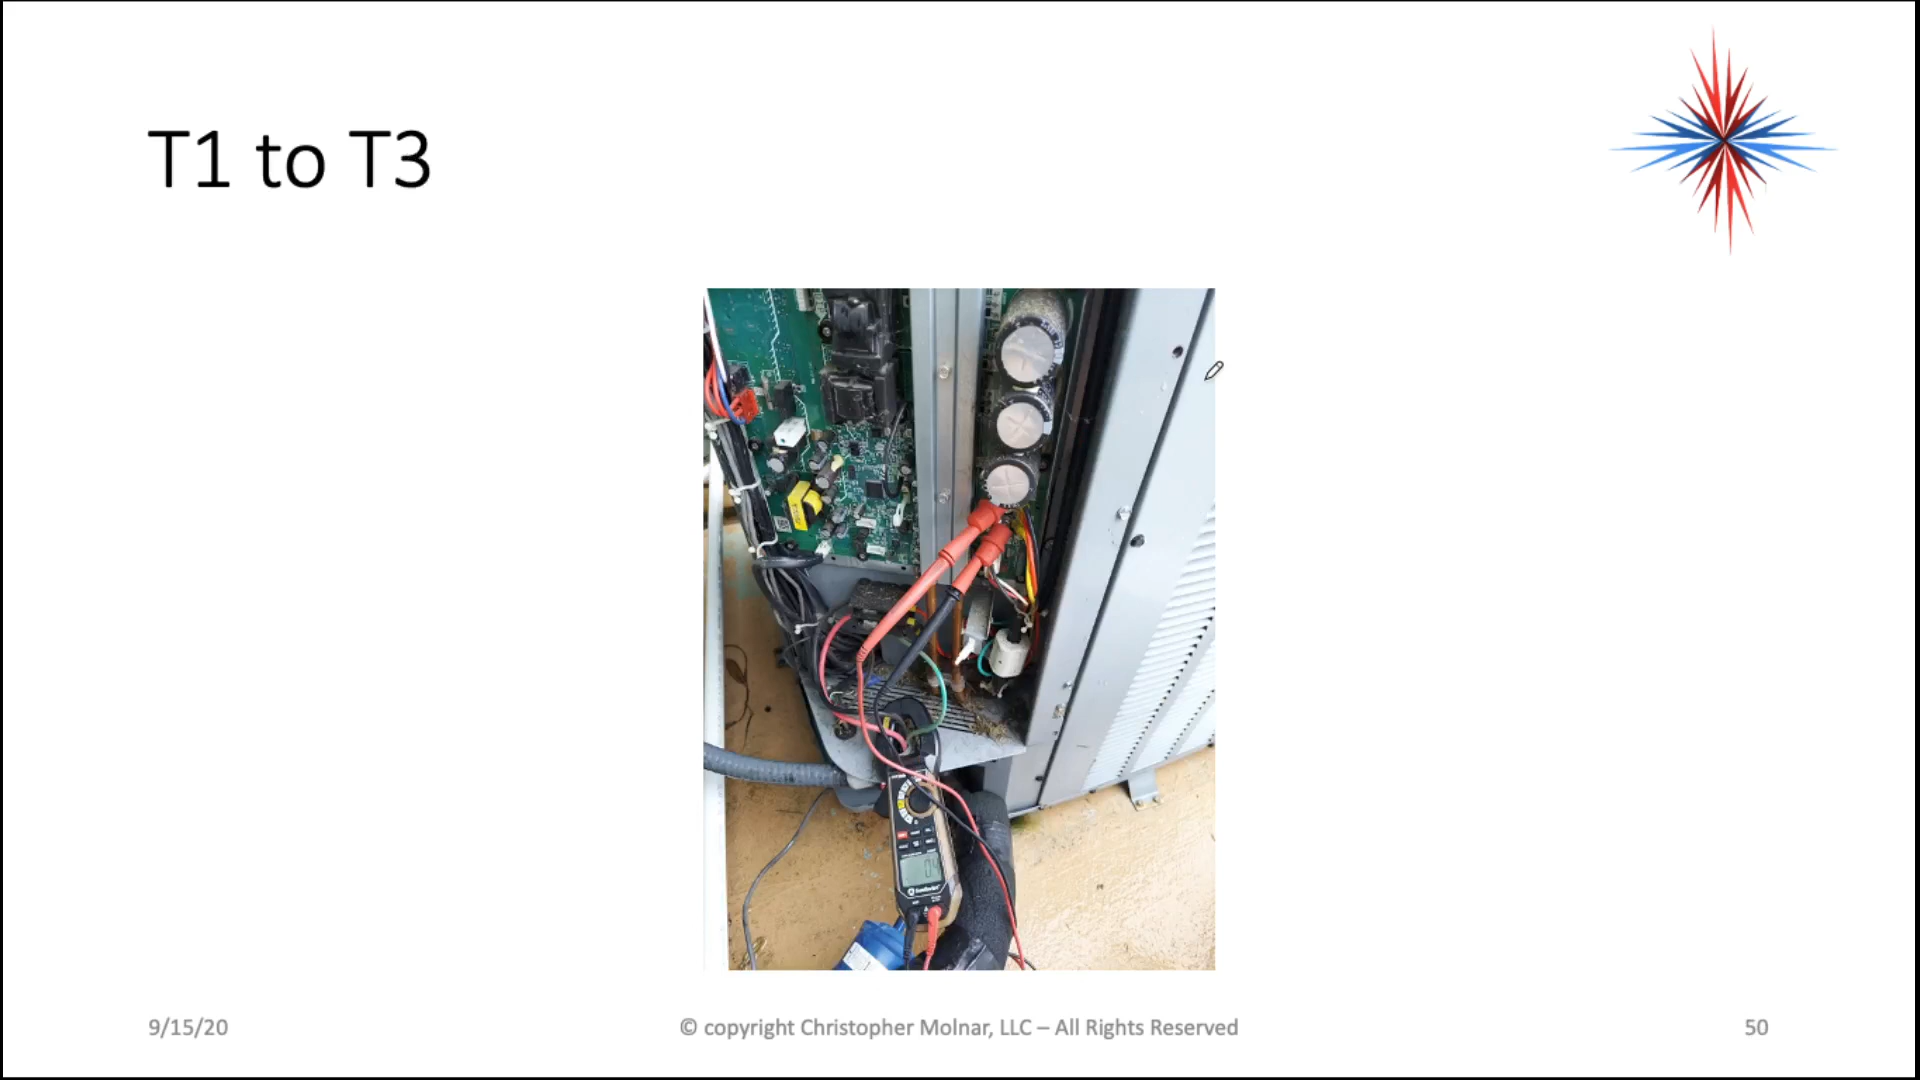 T1 to T3
9/15/20
© copyright Christopher Molnar, LLC – All Rights Reserved
50